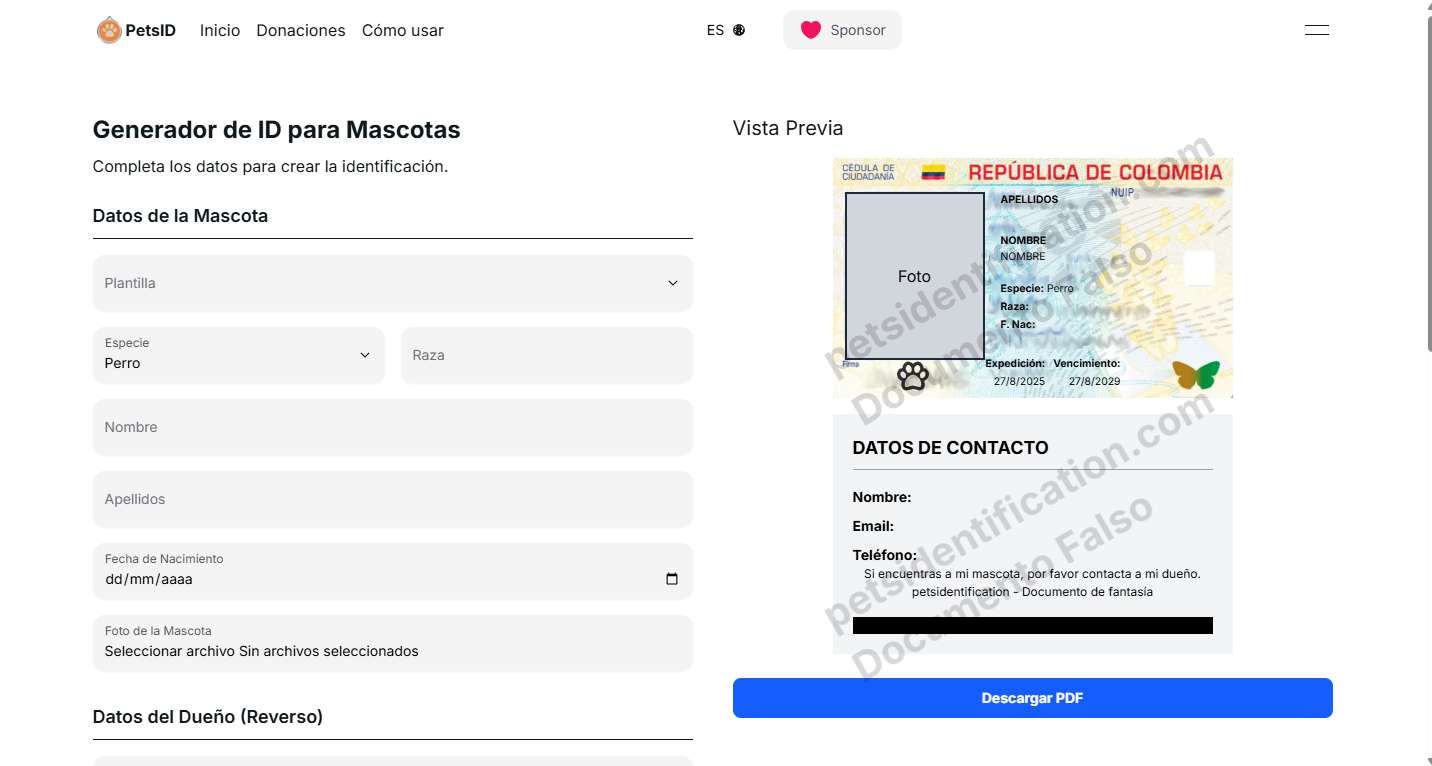 PetsID Inicio Donaciones Cómo usar ES Sponsor
Generador de ID para Mascotas
Completa los datos para crear la identificación.
Datos de la Mascota
Plantilla
Especie
Perro
Raza
Nombre
Apellidos
Fecha de Nacimiento
dd/mm/aaaa
Foto de la Mascota
Seleccionar archivo Sin archivos seleccionados
Datos del Dueño (Reverso)
Vista Previa
CÉDULA DE
CIUDADANÍA
REPÚBLICA DE COLOMBIA
NUIP
APELLIDOS
Foto
NOMBRE
NOMBRE
Especie: Perro
Raza:
F. Nac:
Firma
Expedición: Vencimiento:
27/8/2025 27/8/2029
petsidentification.com
Documento Falso
DATOS DE CONTACTO
Nombre:
Email:
Teléfono:
Si encuentras a mi mascota, por favor contacta a mi dueño.
petsidentification - Documento de fantasía
petsidentification.com
Documento Falso
Descargar PDF